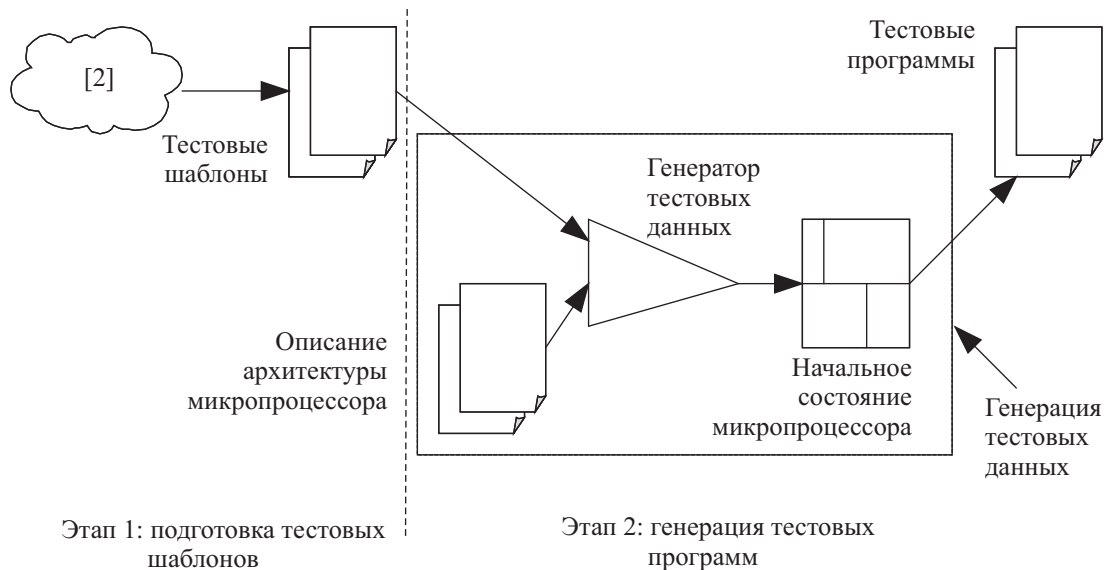 [2]
Тестовые
шаблоны
Тестовые
программы
Генератор
тестовых
данных
Описание
архитектуры
микропроцессора
Начальное
состояние
микропроцессора
Генерация
тестовых
данных
Этап 1: подготовка тестовых
шаблонов
Этап 2: генерация тестовых
программ